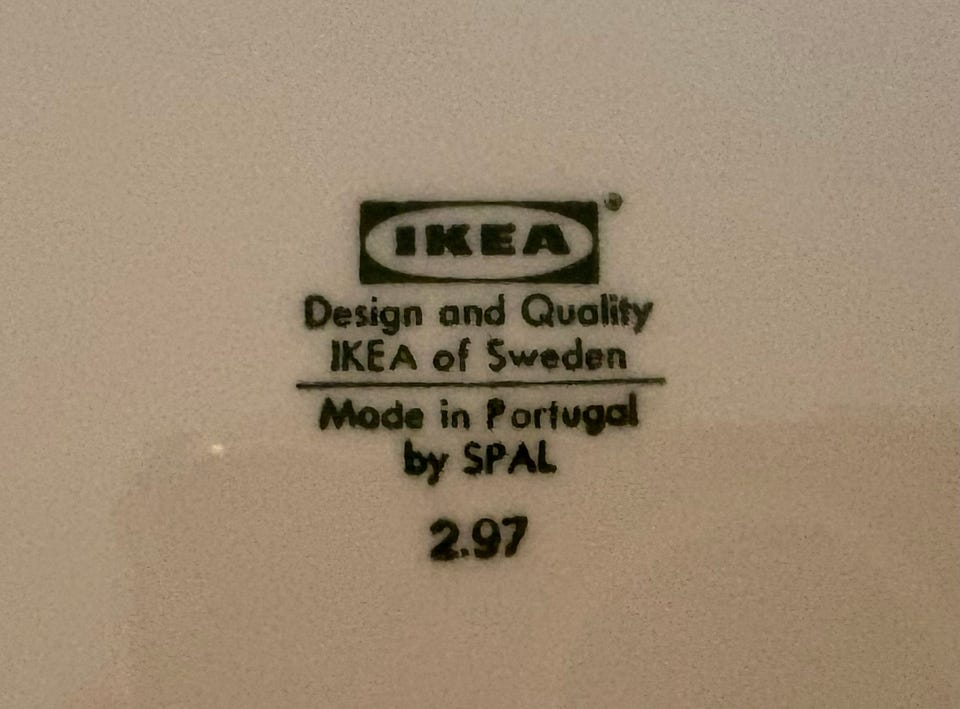 IKEA®
Design and Quality
IKEA of Sweden
Made in Portugal
by SPAL
2.97